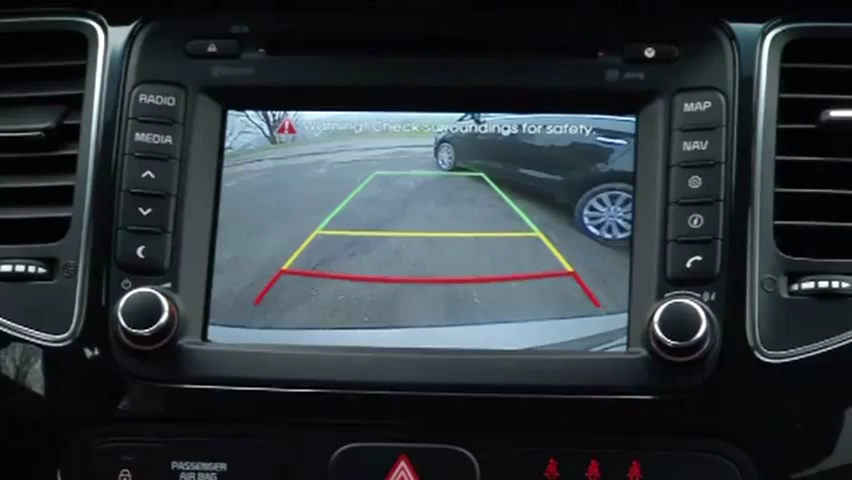 RADIO
MEDIA
Warning! Check surroundings for safety.
MAP
NAV
PASSENGER
AIR BAG